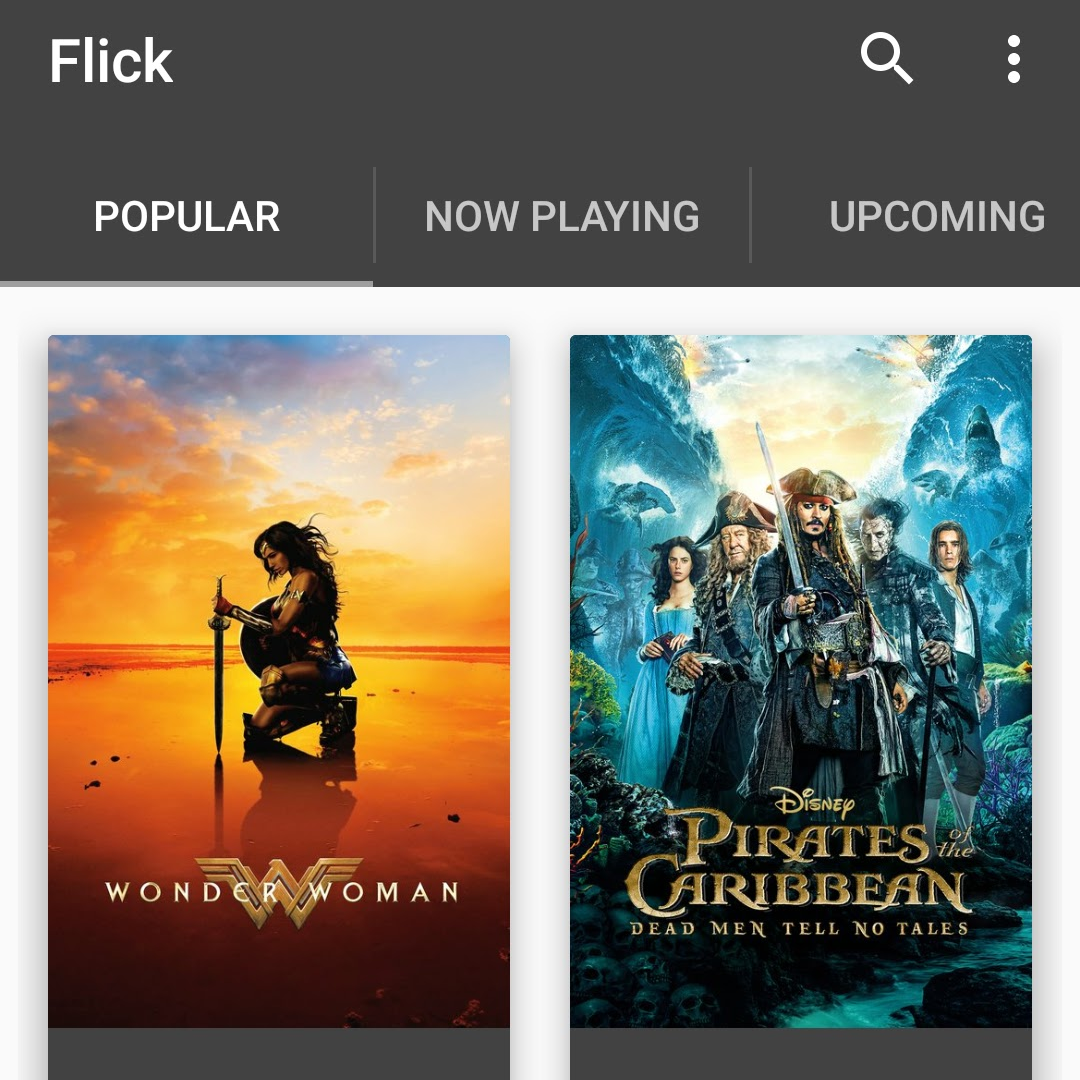 Flick
POPULAR
NOW PLAYING
UPCOMING
WONDER WOMAN
Disney
PIRATES of the
CARIBBEAN
DEAD MEN TELL NO TALES